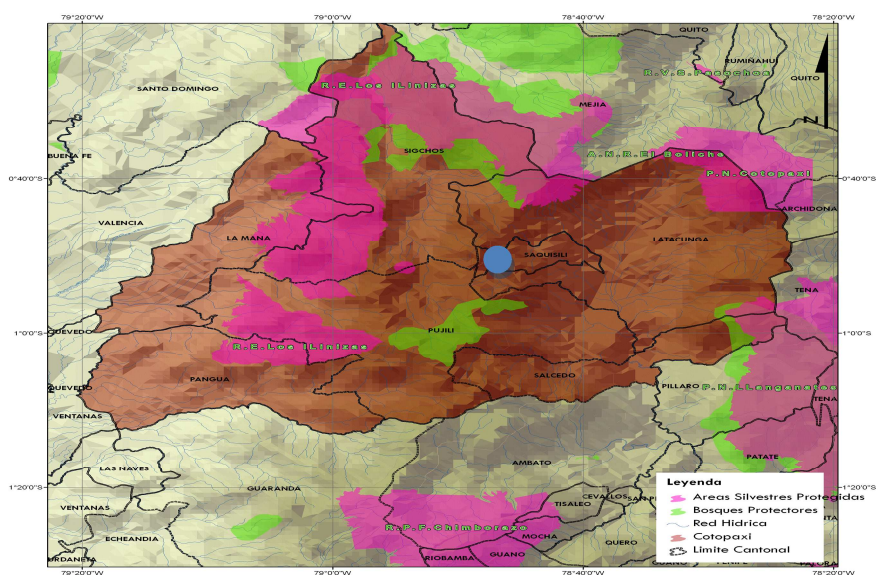 79°20'0"W 79°0'0"W 78°40'0"W 78°20'0"W
QUITO
R.V.S.Pasochoa
RUMIÑAHUI
QUITO
SANTO DOMINGO
R.E.Los ILinizas
MEJIA
N
BUENA FE
SIGCHOS
A.N.R.El Boliche
P.N.Cotopaxi
0°40'0"S 0°40'0"S
ARCHIDONA
VALENCIA
LA MANA
LATACUNGA
SAQUISILI
TENA
QUEVEDO
1°0'0"S 1°0'0"S
PUJILI
R.E.Los ILinizas
PANGUA
SALCEDO
PILLARO
P.N.LLanganates
QUEVEDO
TENA
VENTANAS
PATATE
AMBATO
LAS NAVES
Leyenda
Areas Silvestres Protegidas
Bosques Protectores
Red Hidrica
Cotopaxi
Limite Cantonal
1°20'0"S 1°20'0"S
GUARANDA
CEVALLOS
TISALEO
VENTANAS
R.P.F.Chimborazo
MOCHA
ECHEANDIA
QUERO
GUANO
RIOBAMBA
URDANETA
79°20'0"W 79°0'0"W 78°40'0"W 78°20'0"W